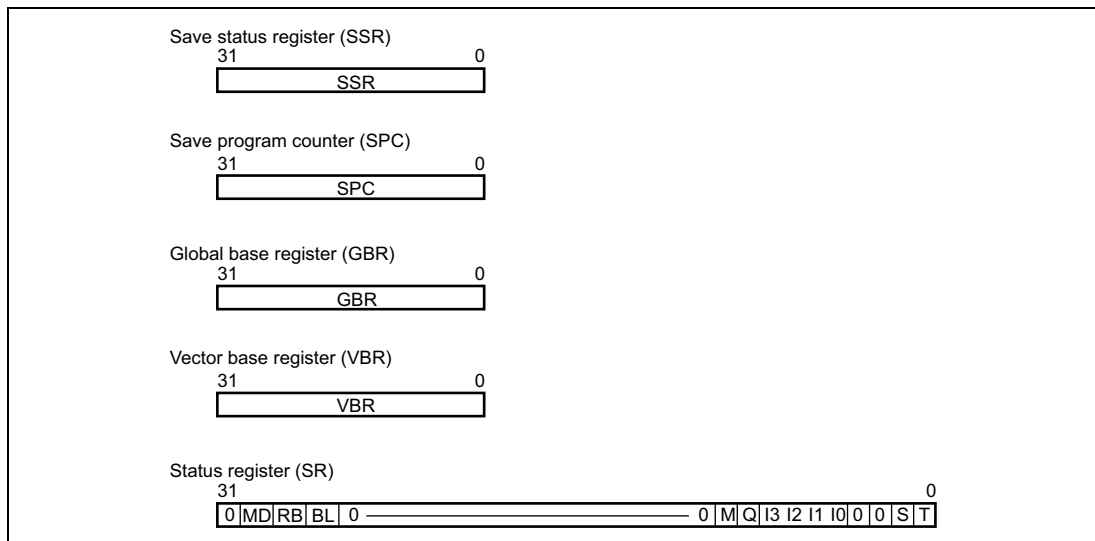 Save status register (SSR)
31 0
SSR
Save program counter (SPC)
31 0
SPC
Global base register (GBR)
31 0
GBR
Vector base register (VBR)
31 0
VBR
Status register (SR)
31 0
0 MD RB BL 0 0 M Q I3 I2 I1 I0 0 0 S T